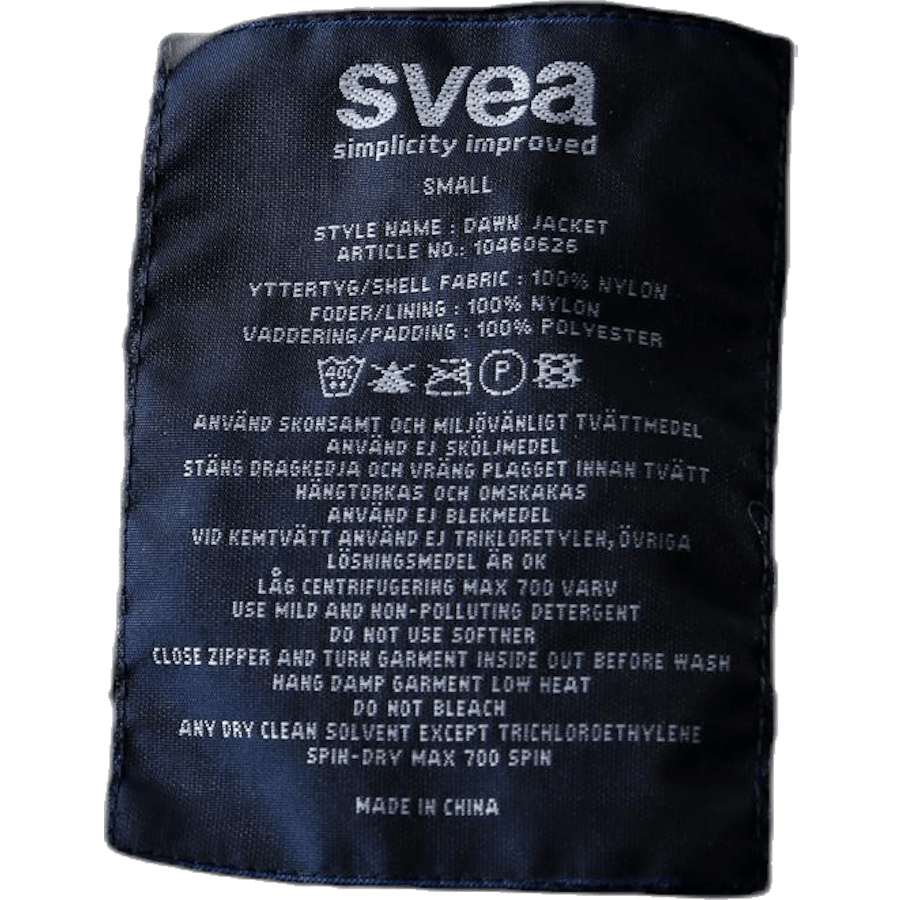 svea
simplicity improved
SMALL
STYLE NAME : DAWN JACKET
ARTICLE NO.: 10460626
YTTERTYG/SHELL FABRIC : 100% NYLON
FODER/LINING : 100% NYLON
VADDERING/PADDING : 100% POLYESTER
40C P
ANVÄND SKONSAMT OCH MILJÖVÄNLIGT TVÄTTMEDEL
ANVÄND EJ SKÖLJMEDEL
STÄNG DRAGKEDJA OCH VRÄNG PLAGGET INNAN TVÄTT
HÄNGTORKAS OCH OMSKAKAS
ANVÄND EJ BLEKMEDEL
VID KEMTVÄTT ANVÄND EJ TRIKLORETYLEN, ÖVRIGA
LÖSNINGSMEDEL ÄR OK
LÅG CENTRIFUGERING MAX 700 VARV
USE MILD AND NON-POLLUTING DETERGENT
DO NOT USE SOFTNER
CLOSE ZIPPER AND TURN GARMENT INSIDE OUT BEFORE WASH
HANG DAMP GARMENT LOW HEAT
DO NOT BLEACH
ANY DRY CLEAN SOLVENT EXCEPT TRICHLOROETHYLENE
SPIN-DRY MAX 700 SPIN
MADE IN CHINA